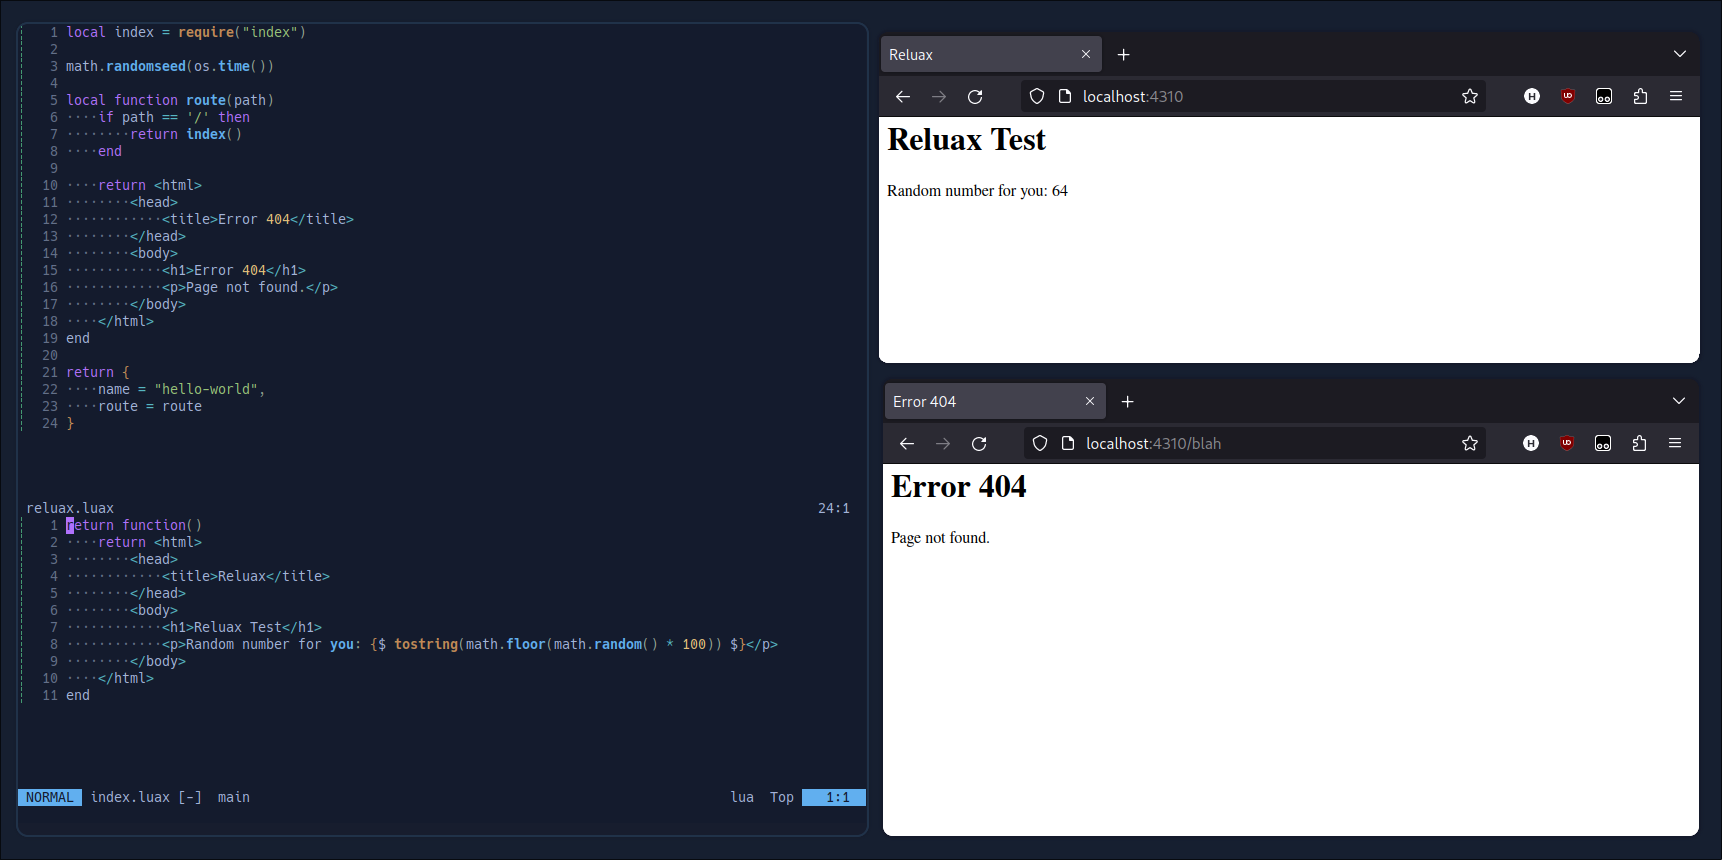 1 local index = require("index")
2
3 math.randomseed(os.time())
4
5 local function route(path)
6 ····if path == '/' then
7 ········return index()
8 ····end
9
10 ····return <html>
11 ········<head>
12 ············<title>Error 404</title>
13 ········</head>
14 ········<body>
15 ············<h1>Error 404</h1>
16 ············<p>Page not found.</p>
17 ········</body>
18 ····</html>
19 end
20
21 return {
22 ····name = "hello-world",
23 ····route = route
24 }
reluax.luax 24:1
1 return function()
2 ····return <html>
3 ········<head>
4 ············<title>Reluax</title>
5 ········</head>
6 ········<body>
7 ············<h1>Reluax Test</h1>
8 ············<p>Random number for you: {$ tostring(math.floor(math.random() * 100)) $}</p>
9 ········</body>
10 ····</html>
11 end
NORMAL index.luax [-] main lua Top 1:1
Reluax
localhost:4310
H UO
Reluax Test
Random number for you: 64
Error 404
localhost:4310/blah
H UO
Error 404
Page not found.